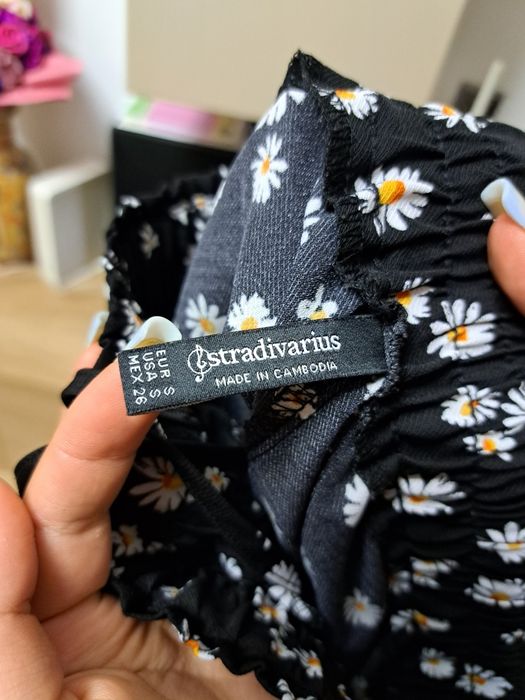 stradivarius
MADE IN CAMBODIA
EUR S
USA S
MEX 26